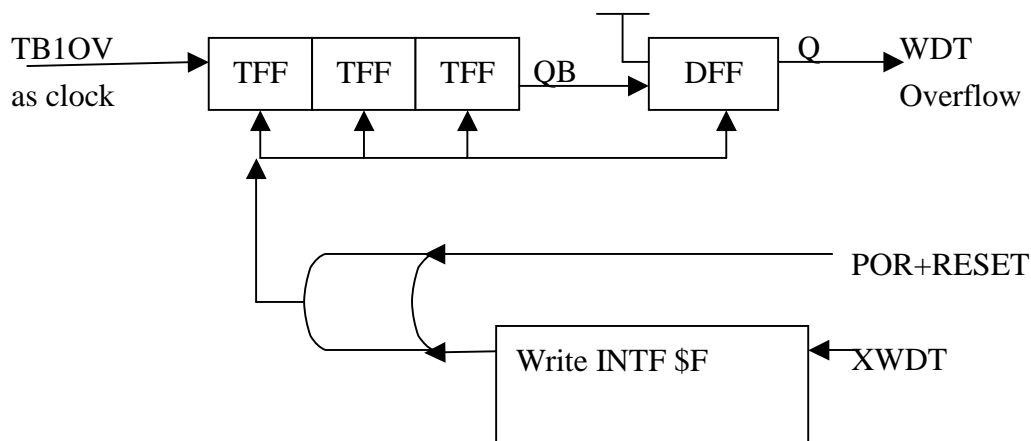 TB1OV
as clock
TFF
TFF
TFF
QB
DFF
Q
WDT
Overflow
POR+RESET
Write INTF $F
XWDT